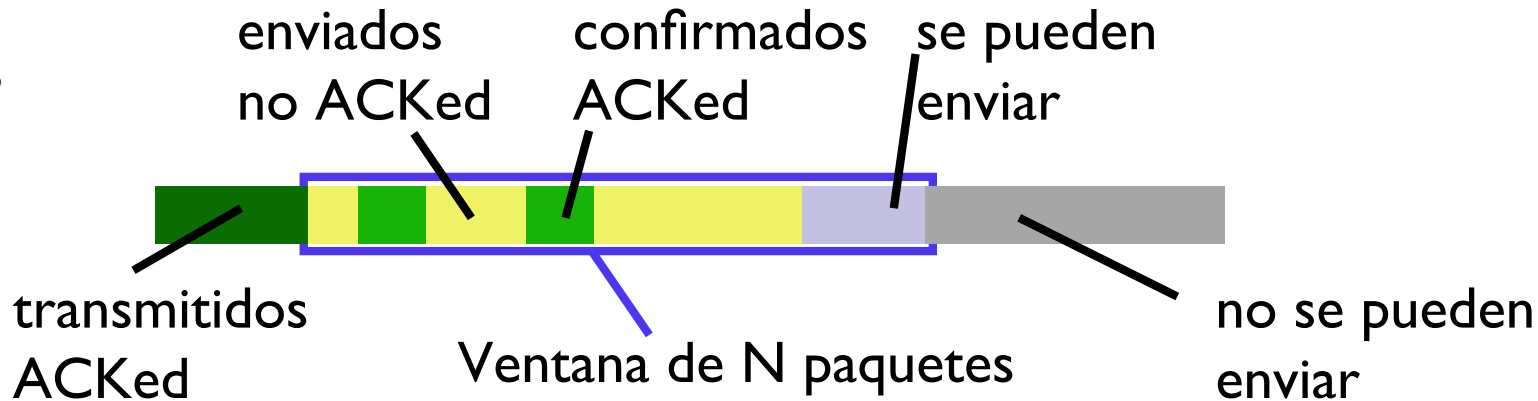 enviados
no ACKed
confirmados
ACKed
se pueden
enviar
transmitidos
ACKed
Ventana de N paquetes
no se pueden
enviar